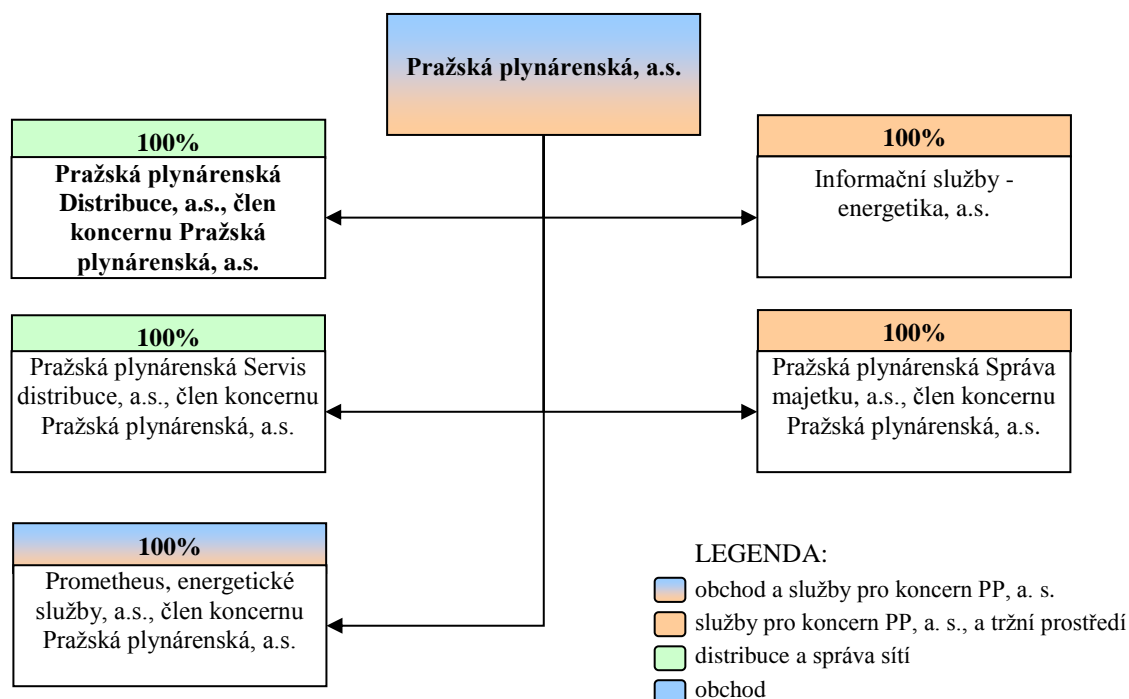 Pražská plynárenská, a.s.
100%
Pražská plynárenská
Distribuce, a.s., člen
koncernu Pražská
plynárenská, a.s.
100%
Informační služby -
energetika, a.s.
100%
Pražská plynárenská Servis
distribuce, a.s., člen koncernu
Pražská plynárenská, a.s.
100%
Pražská plynárenská Správa
majetku, a.s., člen koncernu
Pražská plynárenská, a.s.
100%
Prometheus, energetické
služby, a.s., člen koncernu
Pražská plynárenská, a.s.
LEGENDA:
obchod a služby pro koncern PP, a. s.
služby pro koncern PP, a. s., a tržní prostředí
distribuce a správa sítí
obchod